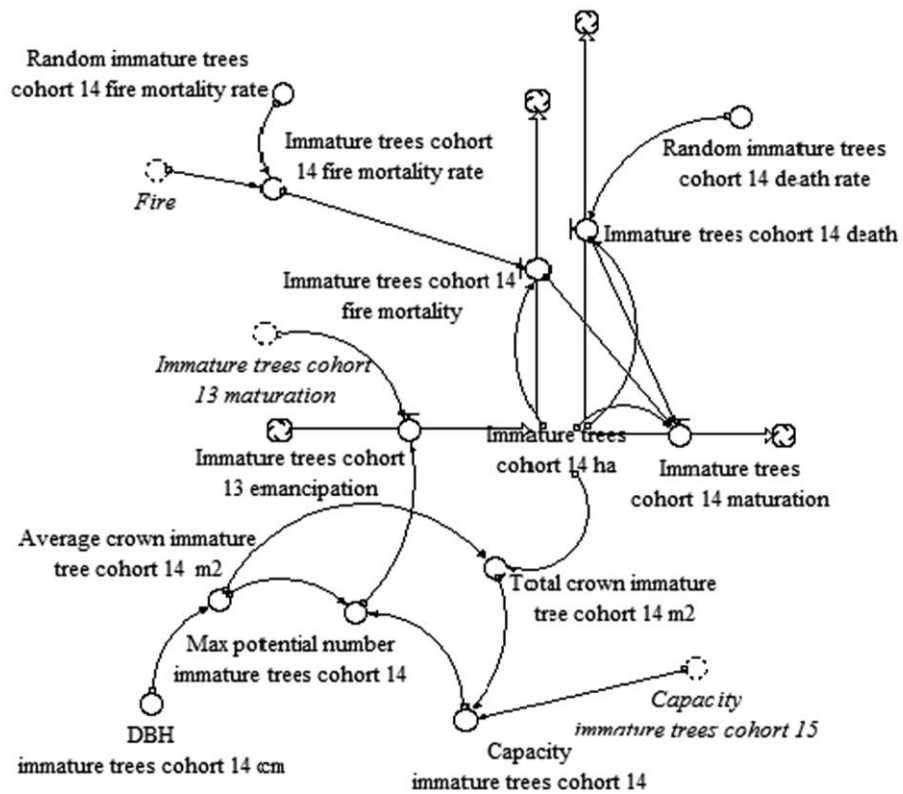 Random immature trees
cohort 14 fire mortality rate
Immature trees cohort
14 fire mortality rate
Random immature trees
cohort 14 death rate
Fire
Immature trees cohort 14 death
Immature trees cohort 14
fire mortality
Immature trees cohort
13 maturation
Immature trees
cohort 14 ha
Immature trees cohort
13 emancipation
Immature trees
cohort 14 maturation
Average crown immature
tree cohort 14 m2
Total crown immature
tree cohort 14 m2
Max potential number
immature trees cohort 14
Capacity
immature trees cohort 15
DBH
immature trees cohort 14 cm
Capacity
immature trees cohort 14